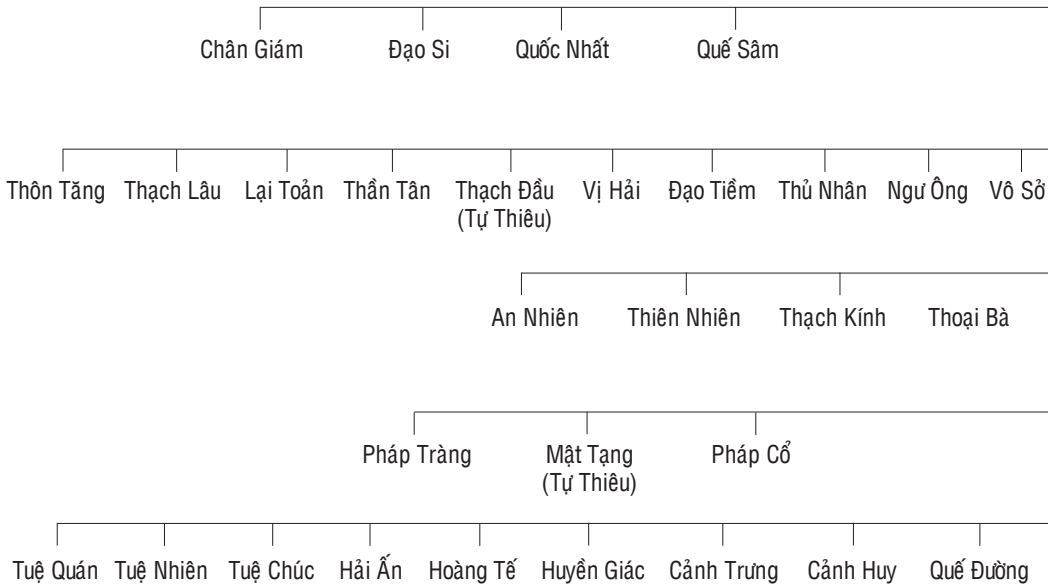 Chân Giám Đạo Si Quốc Nhất Quế Sâm
Thôn Tăng Thạch Lâu Lại Toản Thần Tân Thạch Đầu Vị Hải Đạo Tiềm Thủ Nhân Ngư Ông Vô Sở
(Tự Thiêu)
An Nhiên Thiên Nhiên Thạch Kính Thoại Bà
Pháp Tràng Mật Tạng Pháp Cổ
(Tự Thiêu)
Tuệ Quán Tuệ Nhiên Tuệ Chúc Hải Ấn Hoàng Tế Huyền Giác Cảnh Trưng Cảnh Huy Quế Đường